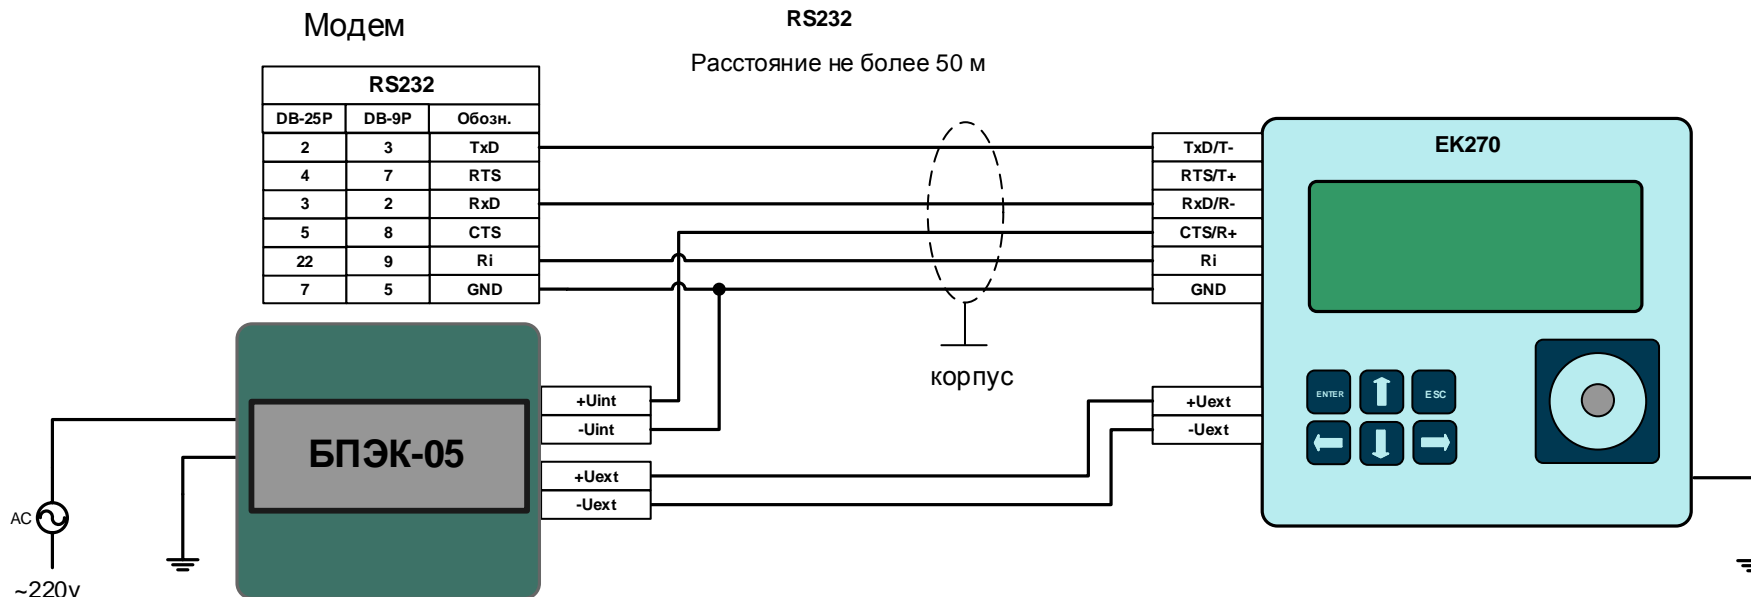 Модем
RS232
Расстояние не более 50 м
RS232
DB-25P DB-9P Обозн.
2 3 TxD
4 7 RTS
3 2 RxD
5 8 CTS
22 9 Ri
7 5 GND
TxD/T-
RTS/T+
RxD/R-
CTS/R+
Ri
GND
EK270
корпус
+Uint
-Uint
+Uext
-Uext
+Uext
-Uext
ENTER
ESC
БПЭК-05
AC
~220v